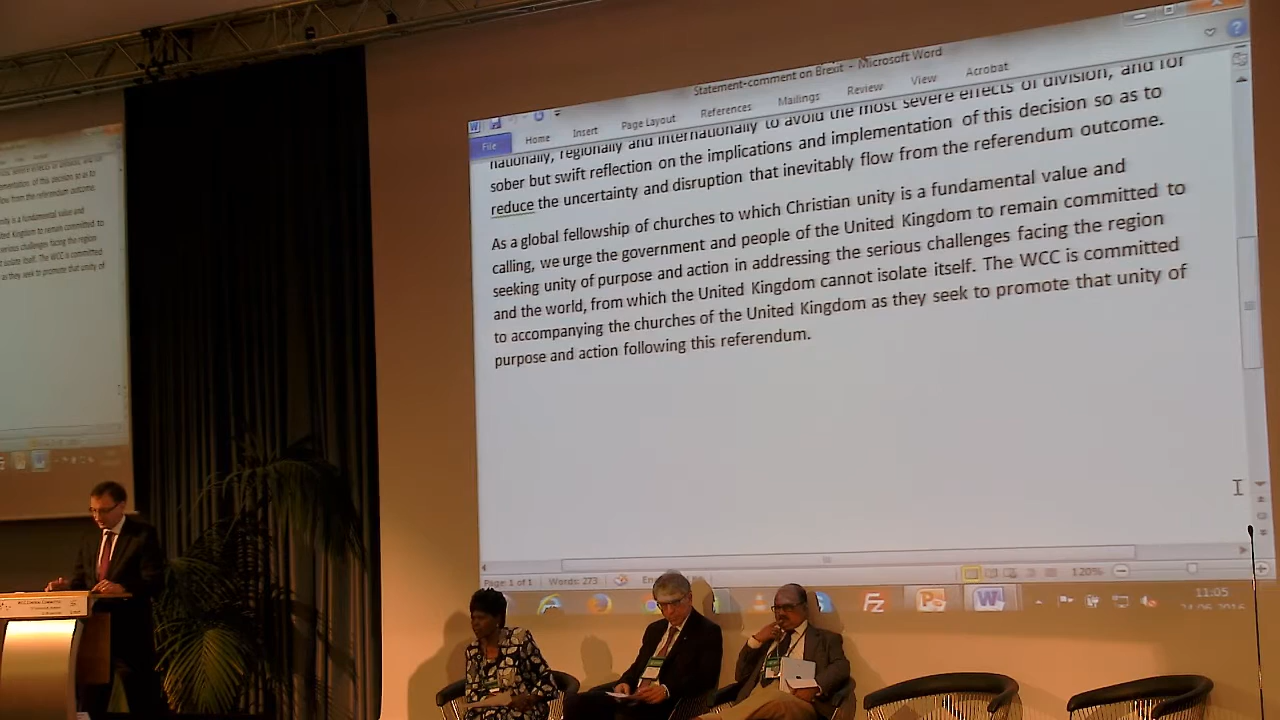 Statement-comment on Brexit - Microsoft Word
File Home Insert Page Layout References Mailings Review View Acrobat
nationally, regionally and internationally to avoid the most severe effects of division, and for
sober but swift reflection on the implications and implementation of this decision so as to
reduce the uncertainty and disruption that inevitably flow from the referendum outcome.
As a global fellowship of churches to which Christian unity is a fundamental value and
calling, we urge the government and people of the United Kingdom to remain committed to
seeking unity of purpose and action in addressing the serious challenges facing the region
and the world, from which the United Kingdom cannot isolate itself. The WCC is committed
to accompanying the churches of the United Kingdom as they seek to promote that unity of
purpose and action following this referendum.
Page: 1 of 1 Words: 273 120%
11:05
24.06.2016